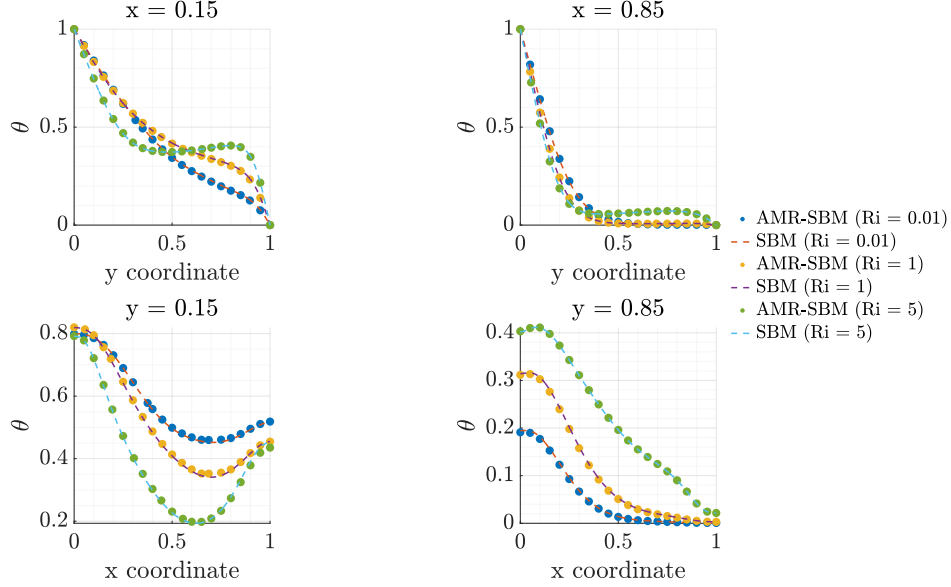 x = 0.15
1
0.5
0
θ
0
0.5
1
y coordinate
x = 0.85
1
0.5
0
θ
0
0.5
1
y coordinate
AMR-SBM (Ri = 0.01)
SBM (Ri = 0.01)
AMR-SBM (Ri = 1)
SBM (Ri = 1)
AMR-SBM (Ri = 5)
SBM (Ri = 5)
y = 0.15
0.8
0.6
0.4
0.2
θ
0
0.5
1
x coordinate
y = 0.85
0.4
0.3
0.2
0.1
0
θ
0
0.5
1
x coordinate